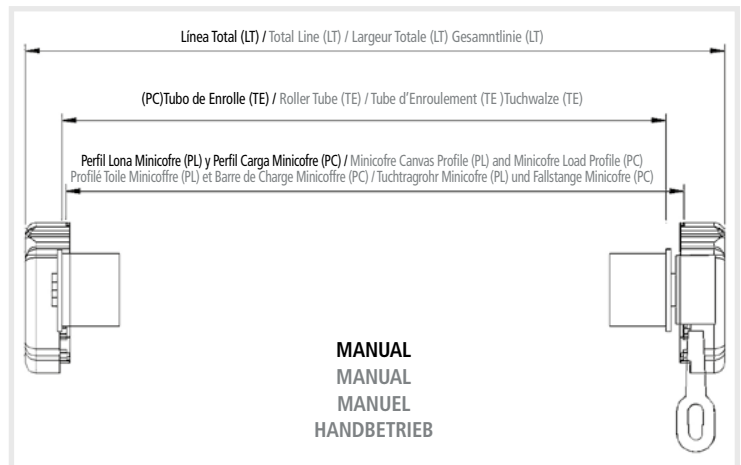 Línea Total (LT) / Total Line (LT) / Largeur Totale (LT) Gesamntlinie (LT)
(PC)Tubo de Enrolle (TE) / Roller Tube (TE) / Tube d'Enroulement (TE )Tuchwalze (TE)
Perfil Lona Minicofre (PL) y Perfil Carga Minicofre (PC) / Minicofre Canvas Profile (PL) and Minicofre Load Profile (PC)
Profilé Toile Minicoffre (PL) et Barre de Charge Minicoffre (PC) / Tuchtragrohr Minicofre (PL) und Fallstange Minicofre (PC)
MANUAL
MANUAL
MANUEL
HANDBETRIEB